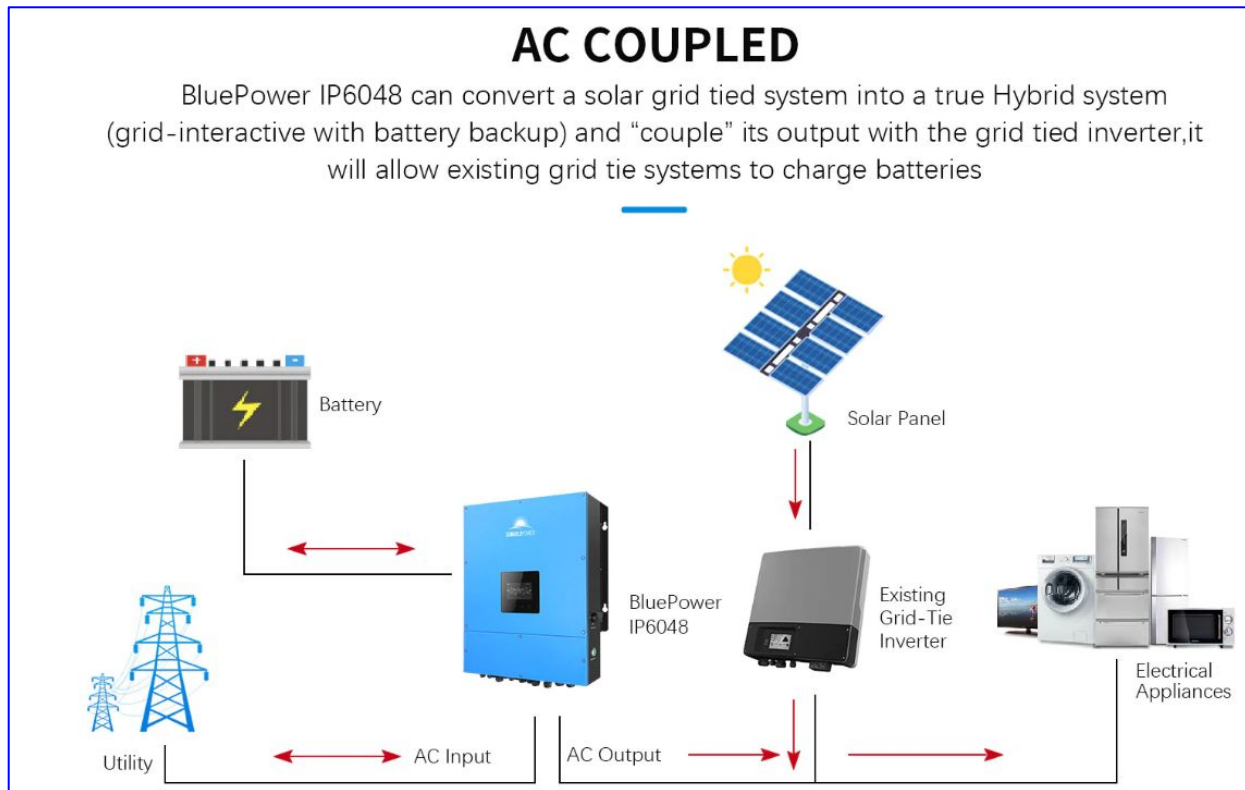 AC COUPLED
BluePower IP6048 can convert a solar grid tied system into a true Hybrid system
(grid-interactive with battery backup) and “couple” its output with the grid tied inverter,it
will allow existing grid tie systems to charge batteries
+ -
Battery
Solar Panel
BluePower
IP6048
Existing
Grid-Tie
Inverter
Electrical
Appliances
Utility
AC Input
AC Output